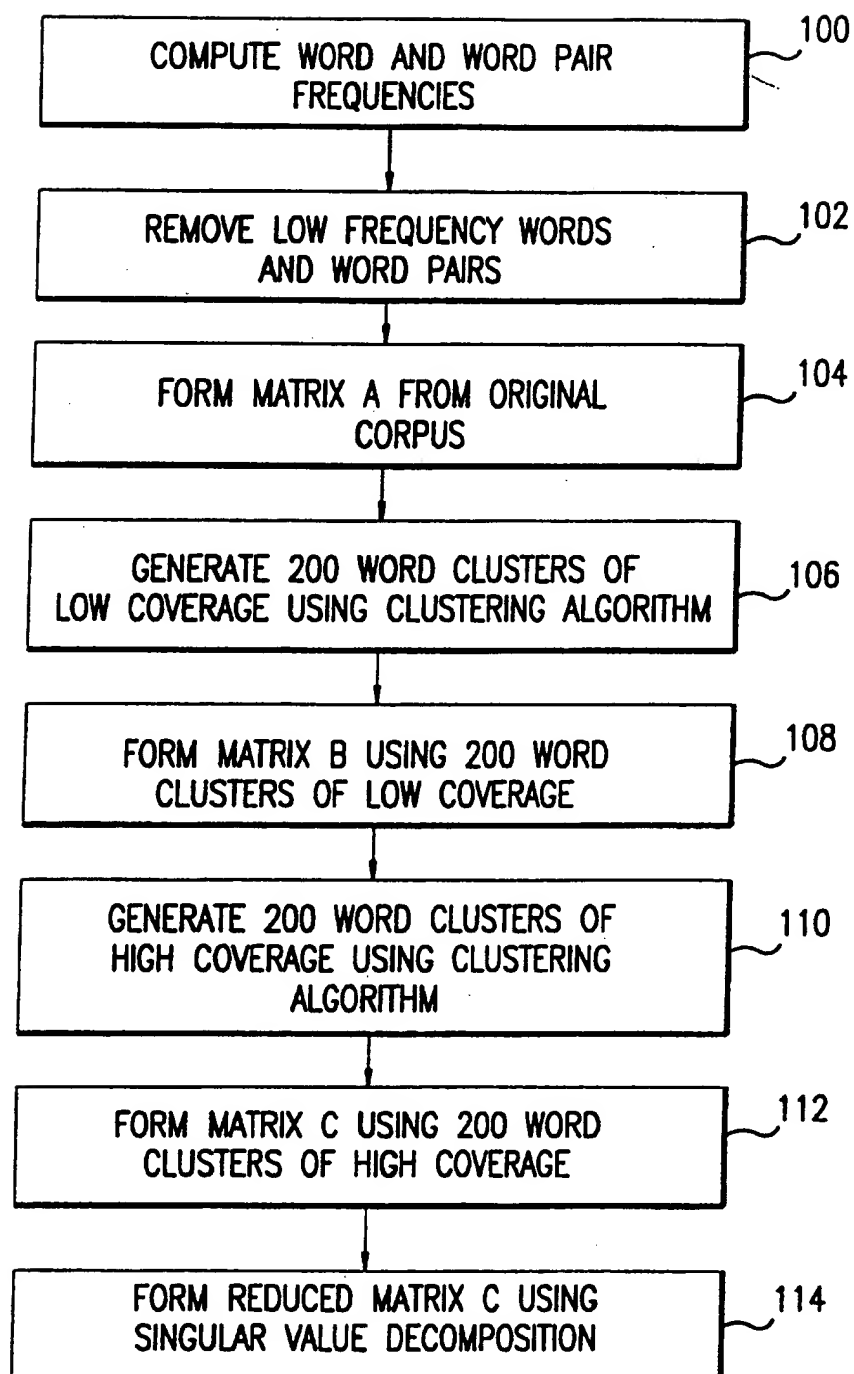 COMPUTE WORD AND WORD PAIR
FREQUENCIES
100
REMOVE LOW FREQUENCY WORDS
AND WORD PAIRS
102
FORM MATRIX A FROM ORIGINAL
CORPUS
104
GENERATE 200 WORD CLUSTERS OF
LOW COVERAGE USING CLUSTERING ALGORITHM
106
FORM MATRIX B USING 200 WORD
CLUSTERS OF LOW COVERAGE
108
GENERATE 200 WORD CLUSTERS OF
HIGH COVERAGE USING CLUSTERING
ALGORITHM
110
FORM MATRIX C USING 200 WORD
CLUSTERS OF HIGH COVERAGE
112
FORM REDUCED MATRIX C USING
SINGULAR VALUE DECOMPOSITION
114